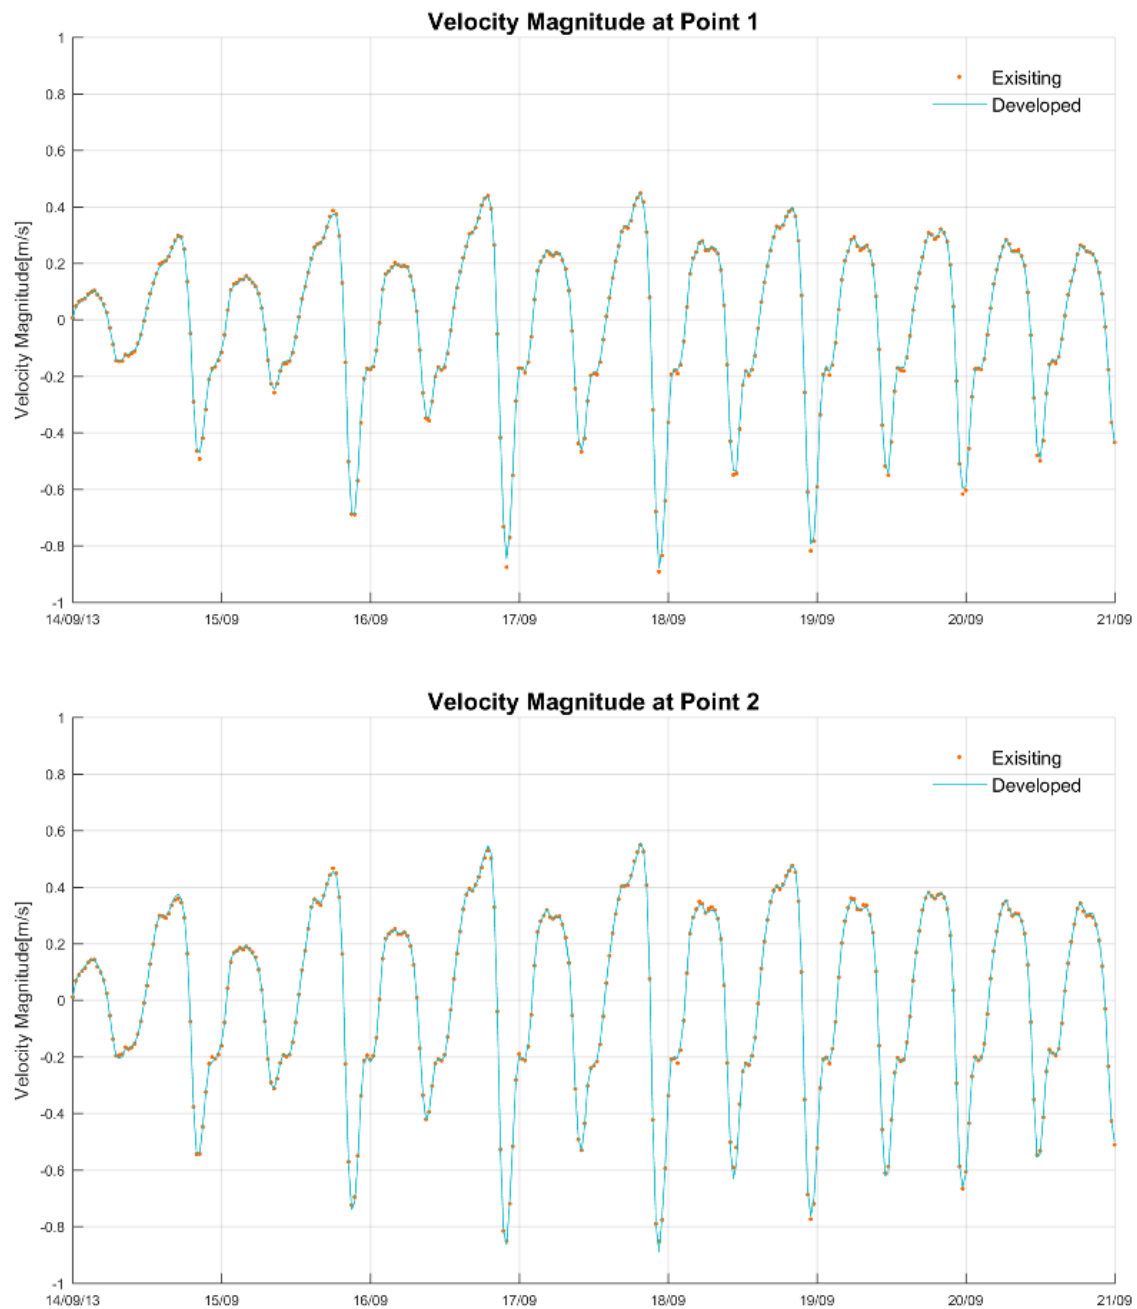 Velocity Magnitude at Point 1
1
0.8
0.6
0.4
0.2
0
-0.2
-0.4
-0.6
-0.8
-1
Velocity Magnitude[m/s]
Exisiting
Developed
14/09/13 15/09 16/09 17/09 18/09 19/09 20/09 21/09
Velocity Magnitude at Point 2
1
0.8
0.6
0.4
0.2
0
-0.2
-0.4
-0.6
-0.8
-1
Velocity Magnitude[m/s]
Exisiting
Developed
14/09/13 15/09 16/09 17/09 18/09 19/09 20/09 21/09